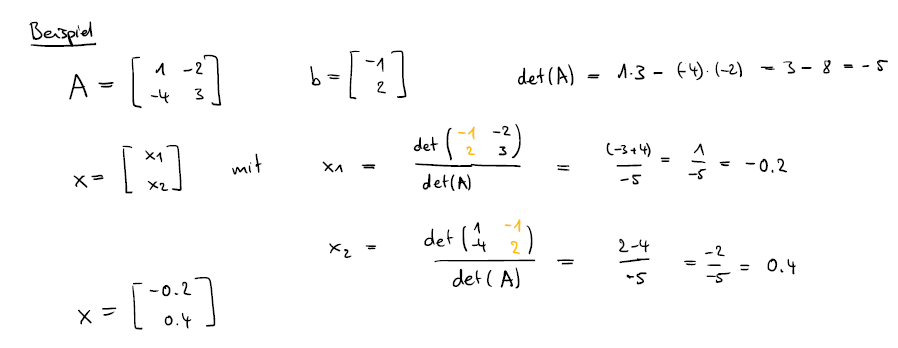 Beispiel
A = [ 1 -2 ; -4 3 ] b = [ -1 ; 2 ] det(A) = 1·3 - (-4)·(-2) = 3 - 8 = -5
x = [ x1 ; x2 ] mit x1 = det( -1 -2 ; 2 3 ) / det(A) = (-3+4) / -5 = 1 / -5 = -0.2
x2 = det( 1 -1 ; -4 2 ) / det(A) = 2-4 / -5 = -2 / -5 = 0.4
x = [ -0.2 ; 0.4 ]